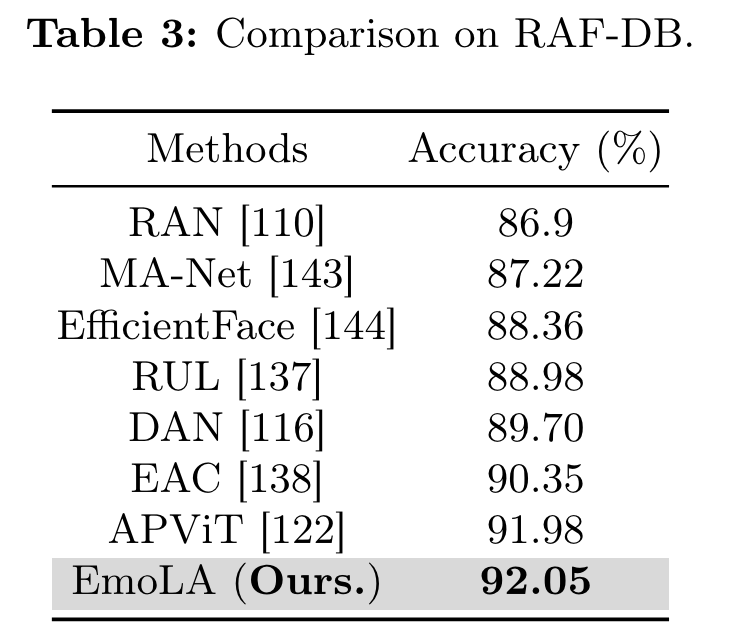 Table 3: Comparison on RAF-DB.
Methods Accuracy (%)
RAN [110] 86.9
MA-Net [143] 87.22
EfficientFace [144] 88.36
RUL [137] 88.98
DAN [116] 89.70
EAC [138] 90.35
APViT [122] 91.98
EmoLA (Ours.) 92.05